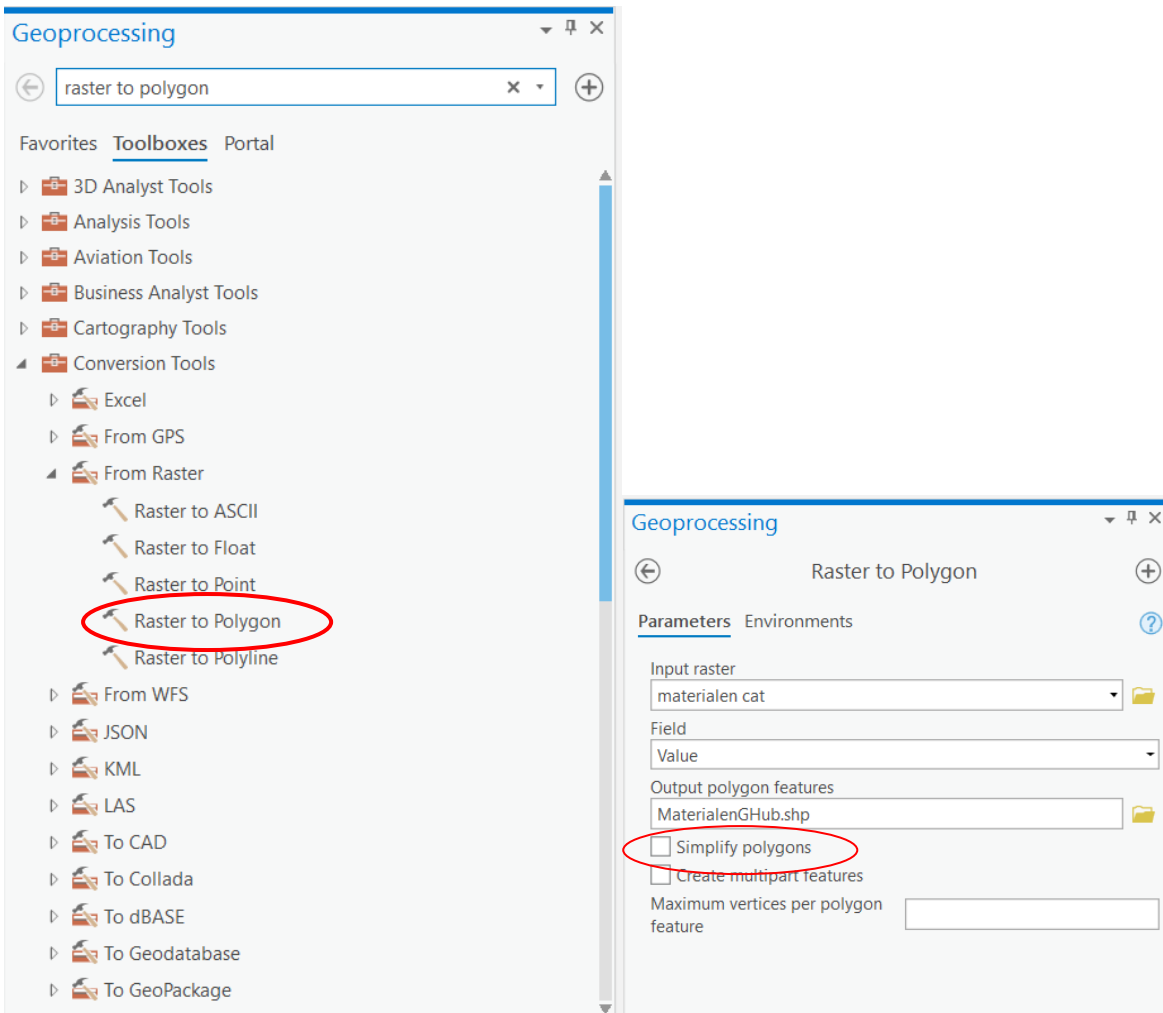 Geoprocessing
raster to polygon
Favorites Toolboxes Portal
3D Analyst Tools
Analysis Tools
Aviation Tools
Business Analyst Tools
Cartography Tools
Conversion Tools
Excel
From GPS
From Raster
Raster to ASCII
Raster to Float
Raster to Point
Raster to Polygon
Raster to Polyline
From WFS
JSON
KML
LAS
To CAD
To Collada
To dBASE
To Geodatabase
To GeoPackage
Geoprocessing
Raster to Polygon
Parameters Environments
?
Input raster
materialen cat
Field
Value
Output polygon features
MaterialenGHub.shp
Simplify polygons
Create multipart features
Maximum vertices per polygon
feature